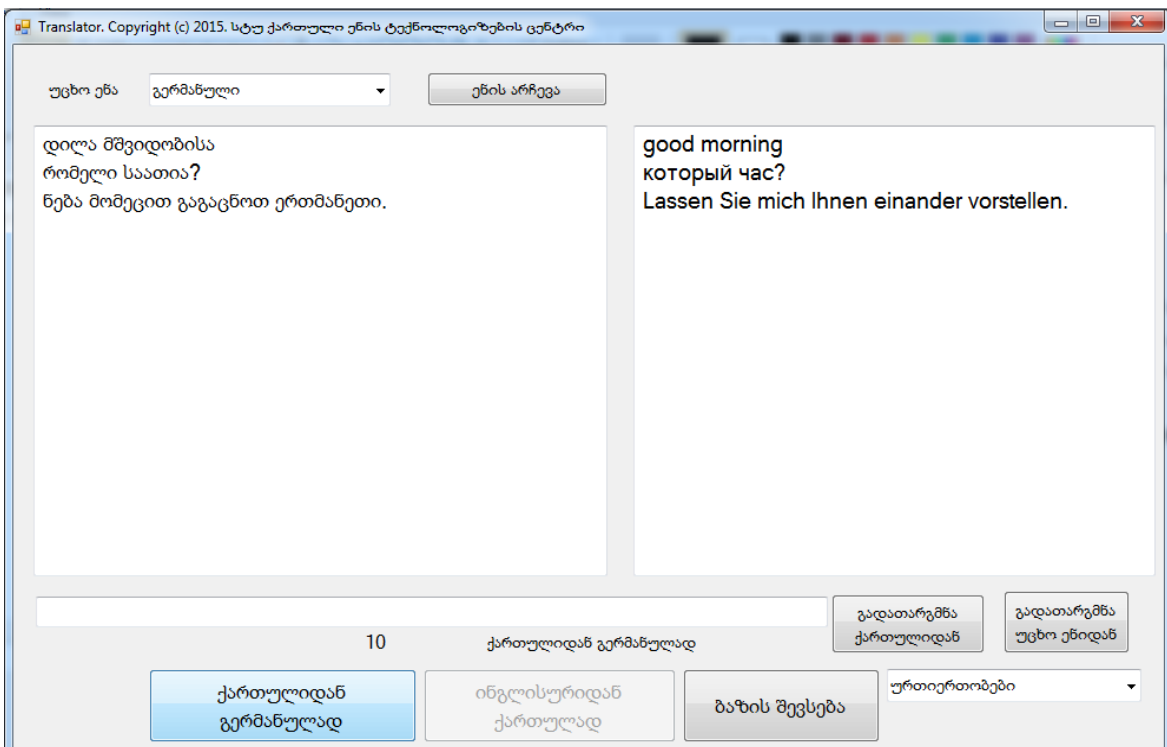 Translator. Copyright (c) 2015. სტუ ქართული ენის ტექნოლოგიზების ცენტრი
უცხო ენა გერმანული ენის არჩევა
დილა მშვიდობისა
რომელი საათია?
ნება მომეცით გაგაცნოთ ერთმანეთი.
good morning
который час?
Lassen Sie mich Ihnen einander vorstellen.
გადათარგმნა
ქართულიდან
გადათარგმნა
უცხო ენიდან
10 ქართულიდან გერმანულად
ქართულიდან
გერმანულად
ინგლისურიდან
ქართულად
ბაზის შევსება
ურთიერთობები